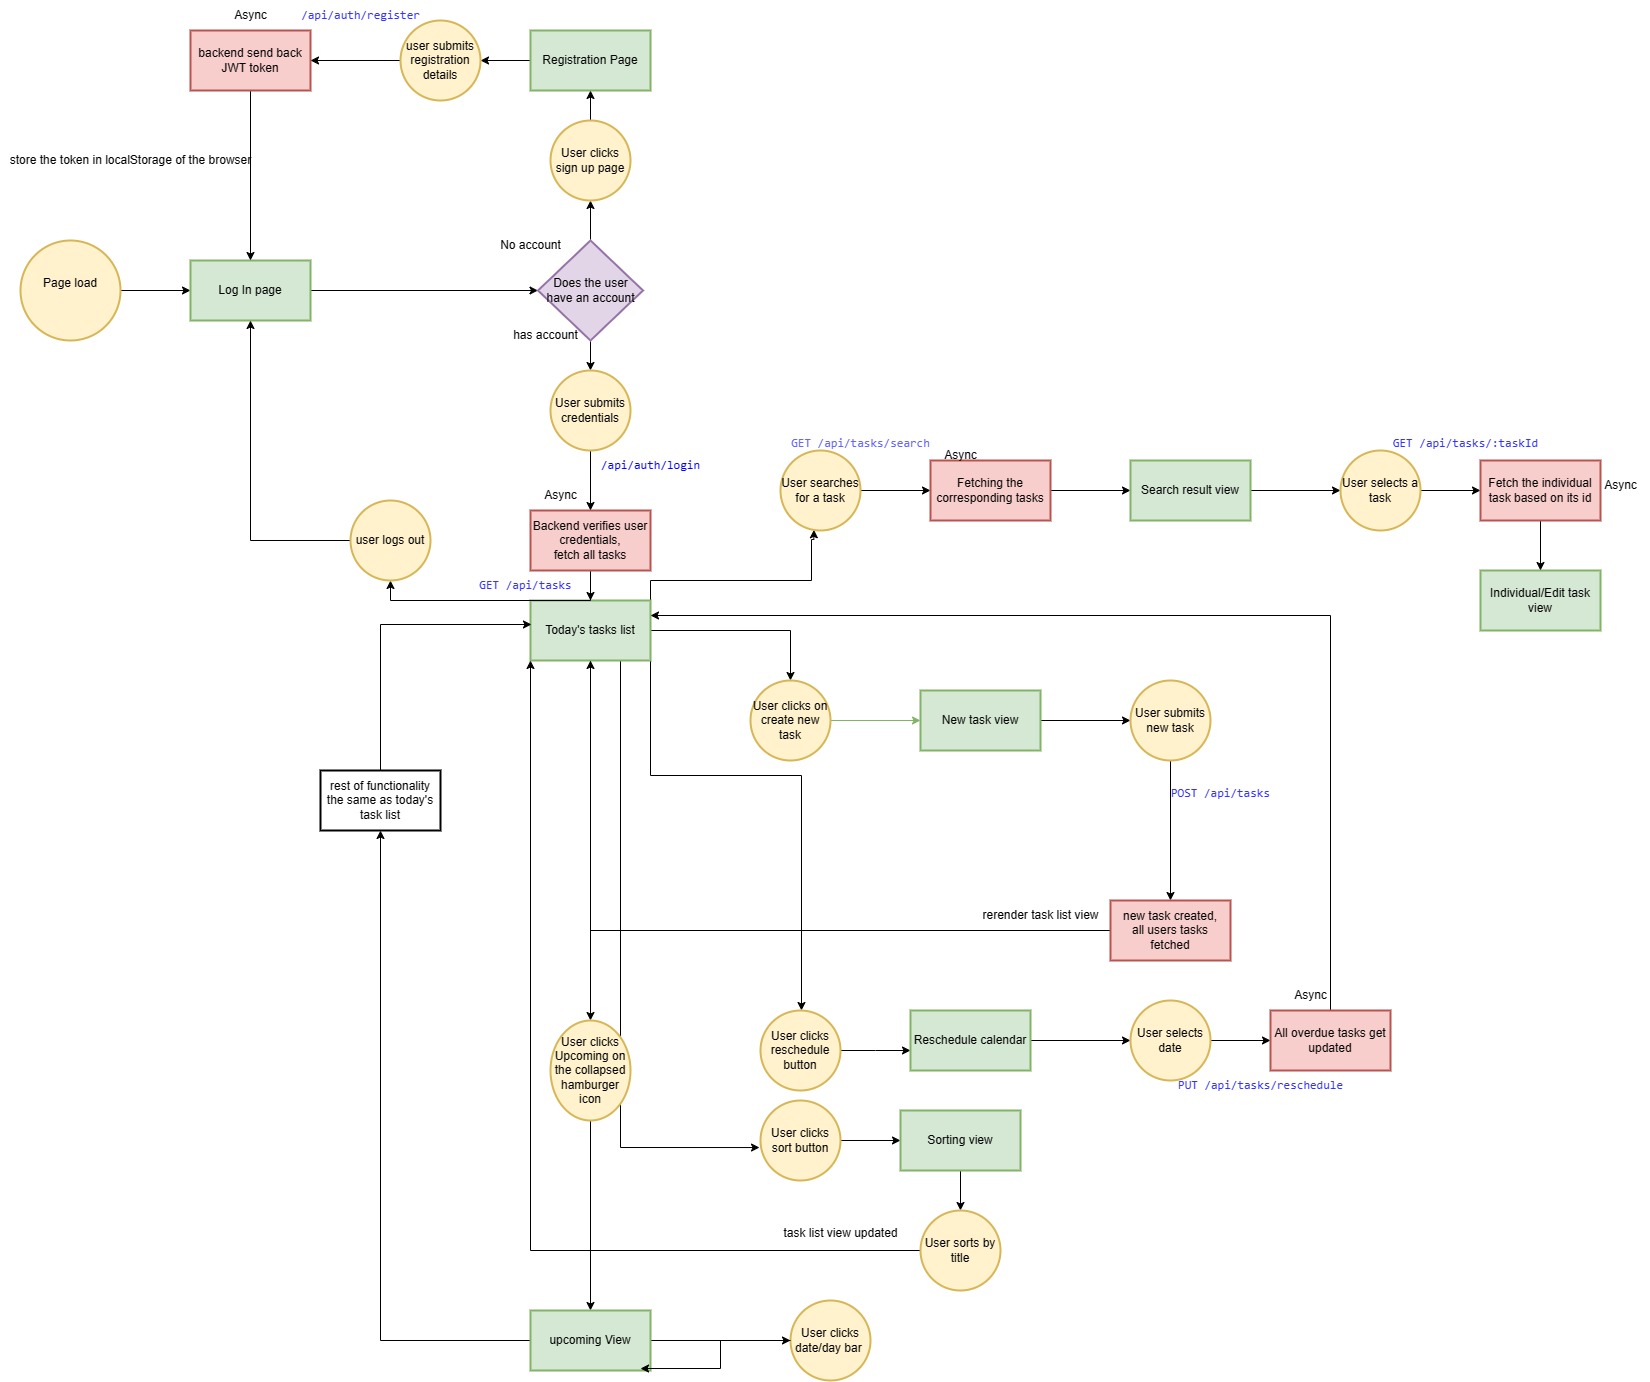 Async
/api/auth/register
backend send back
JWT token
user submits
registration
details
Registration Page
User clicks
sign up page
store the token in localStorage of the browser
No account
Page load
Log In page
Does the user
have an account
has account
User submits
credentials
/api/auth/login
Async
Backend verifies user
credentials,
fetch all tasks
user logs out
GET /api/tasks
GET /api/tasks/search
User searches
for a task
Async
Fetching the
corresponding tasks
Search result view
User selects a
task
GET /api/tasks/:taskId
Fetch the individual
task based on its id
Async
Individual/Edit task
view
Today's tasks list
User clicks on
create new
task
New task view
User submits
new task
POST /api/tasks
rest of functionality
the same as today's
task list
rerender task list view
new task created,
all users tasks
fetched
Async
User clicks
Upcoming on
the collapsed
hamburger
icon
User clicks
reschedule
button
Reschedule calendar
User selects
date
All overdue tasks get
updated
PUT /api/tasks/reschedule
User clicks
sort button
Sorting view
task list view updated
User sorts by
title
upcoming View
User clicks
date/day bar